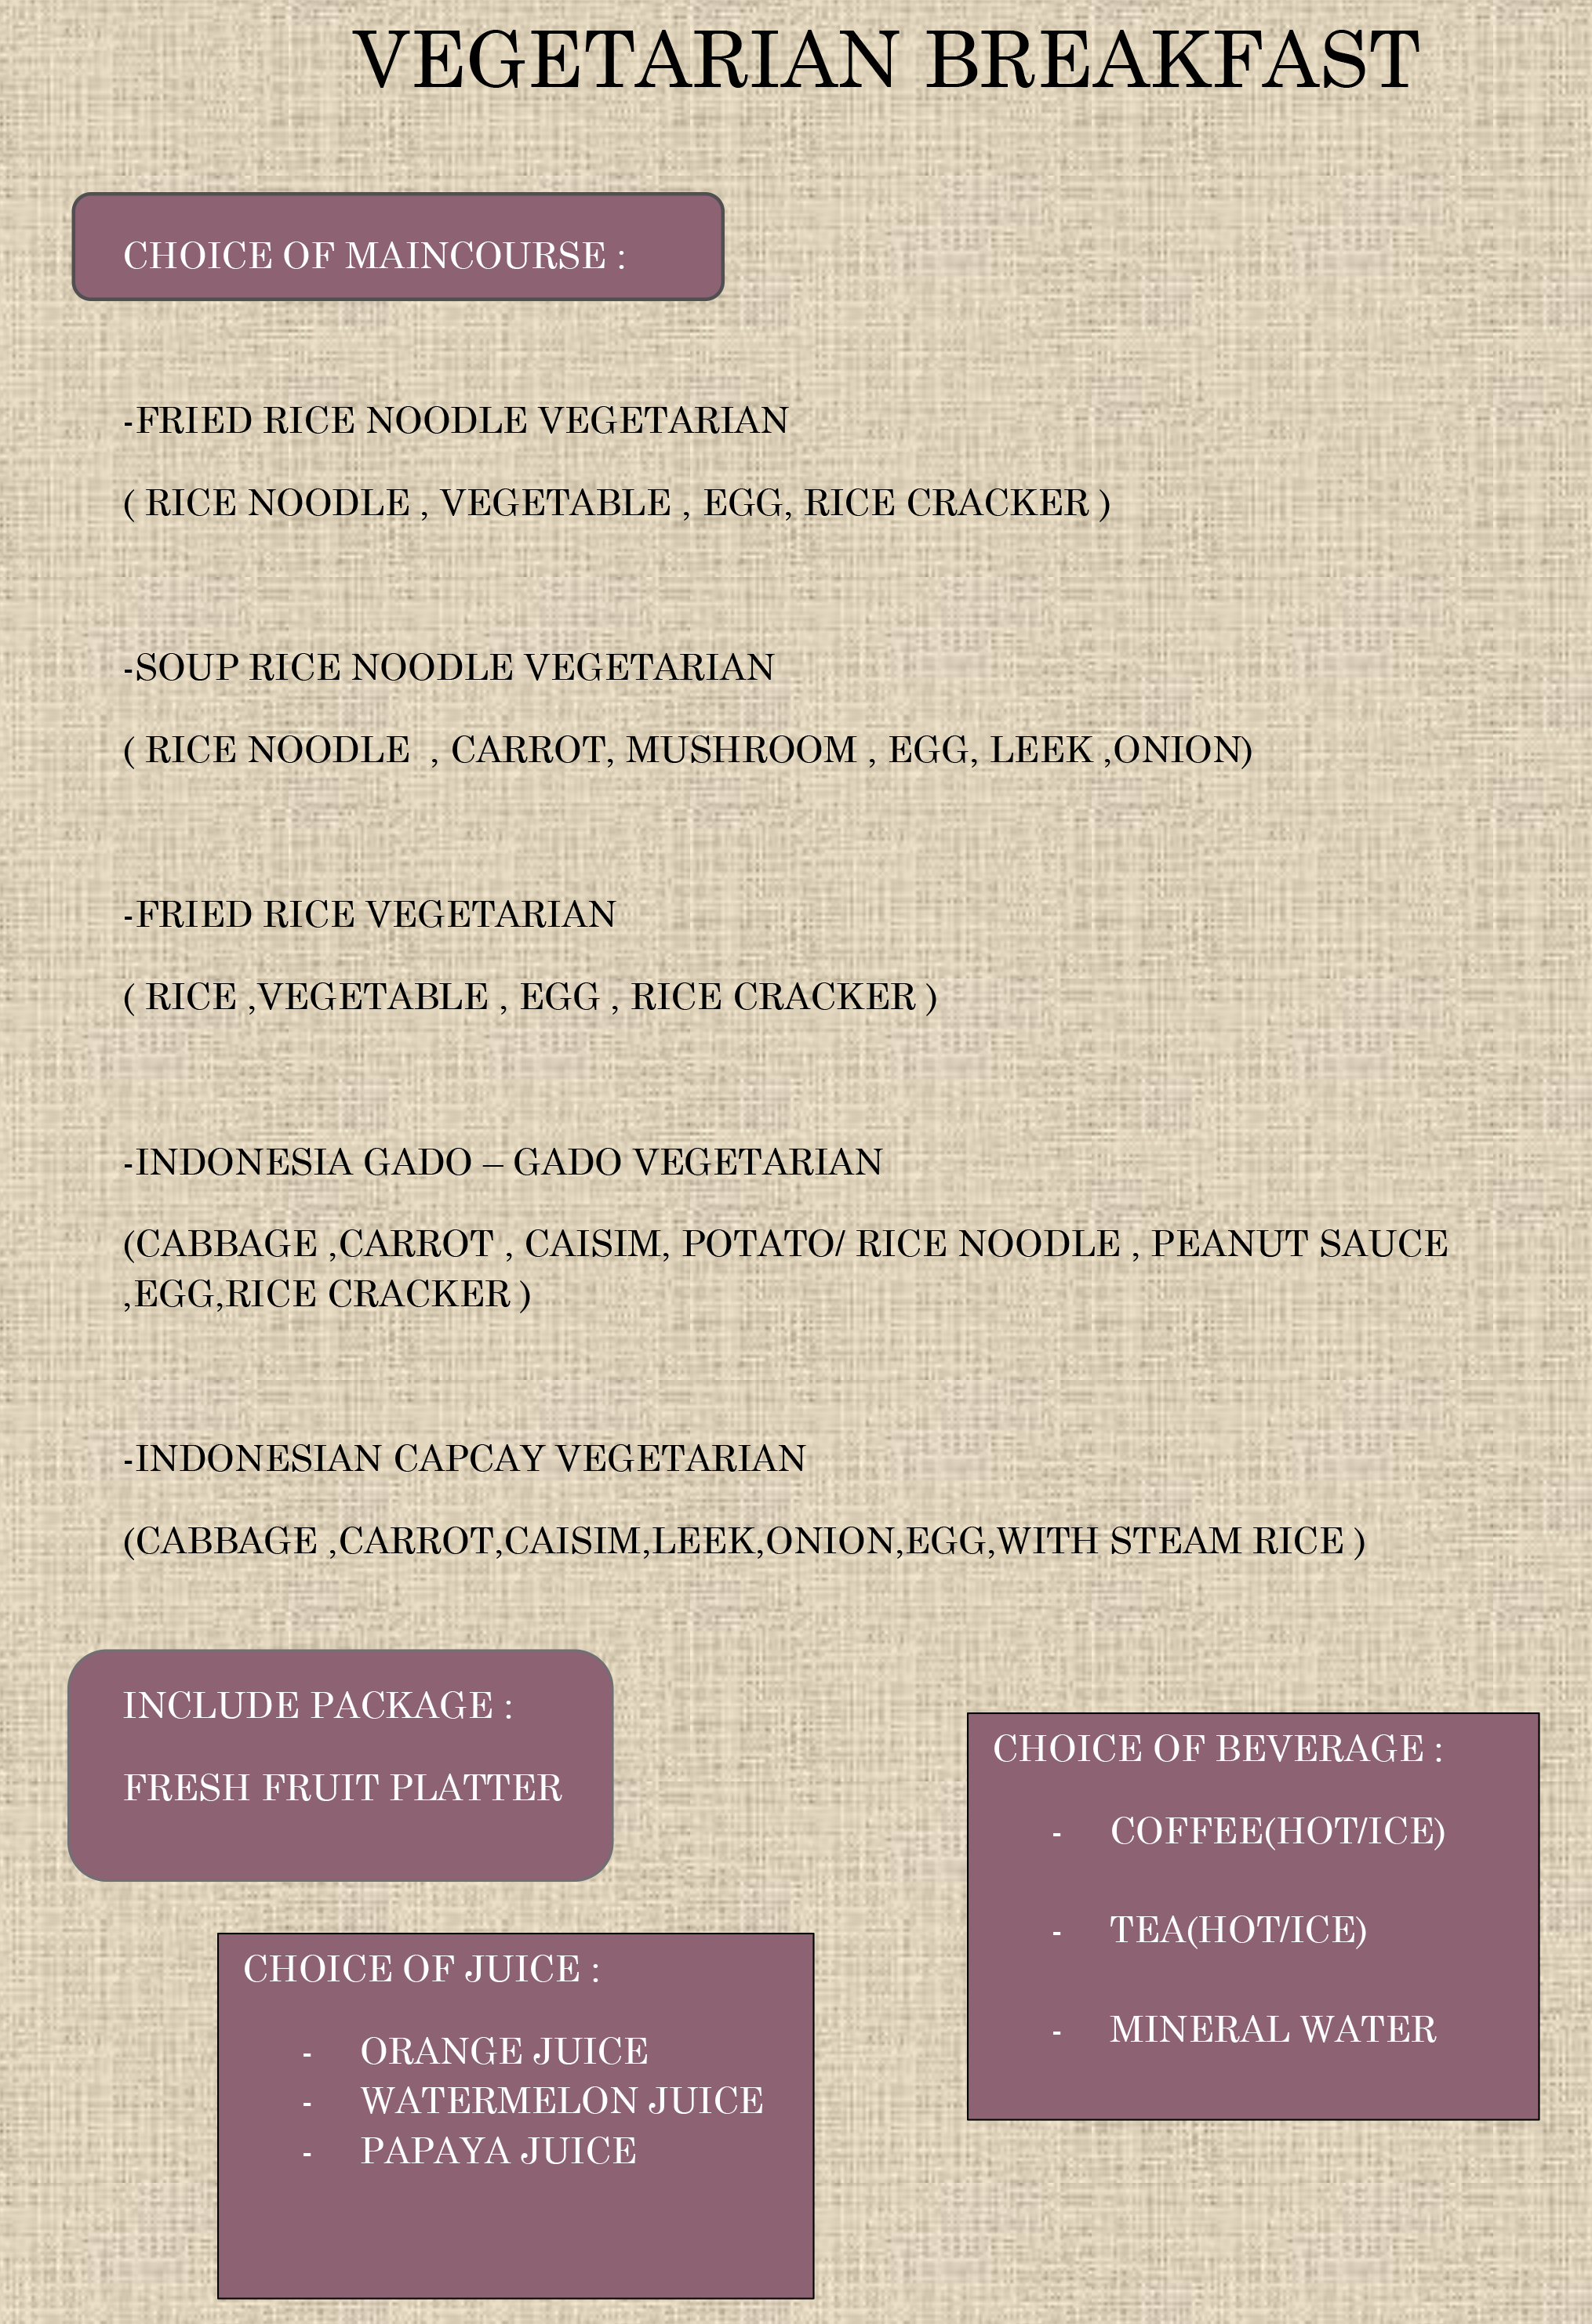 VEGETARIAN BREAKFAST
CHOICE OF MAINCOURSE :
-FRIED RICE NOODLE VEGETARIAN
( RICE NOODLE , VEGETABLE , EGG, RICE CRACKER )
-SOUP RICE NOODLE VEGETARIAN
( RICE NOODLE  , CARROT, MUSHROOM , EGG, LEEK ,ONION)
-FRIED RICE VEGETARIAN
( RICE ,VEGETABLE , EGG , RICE CRACKER )
-INDONESIA GADO – GADO VEGETARIAN
(CABBAGE ,CARROT , CAISIM, POTATO/ RICE NOODLE , PEANUT SAUCE
,EGG,RICE CRACKER )
-INDONESIAN CAPCAY VEGETARIAN
(CABBAGE ,CARROT,CAISIM,LEEK,ONION,EGG,WITH STEAM RICE )
INCLUDE PACKAGE :
FRESH FRUIT PLATTER
CHOICE OF JUICE :
- ORANGE JUICE
- WATERMELON JUICE
- PAPAYA JUICE
CHOICE OF BEVERAGE :
- COFFEE(HOT/ICE)
- TEA(HOT/ICE)
- MINERAL WATER